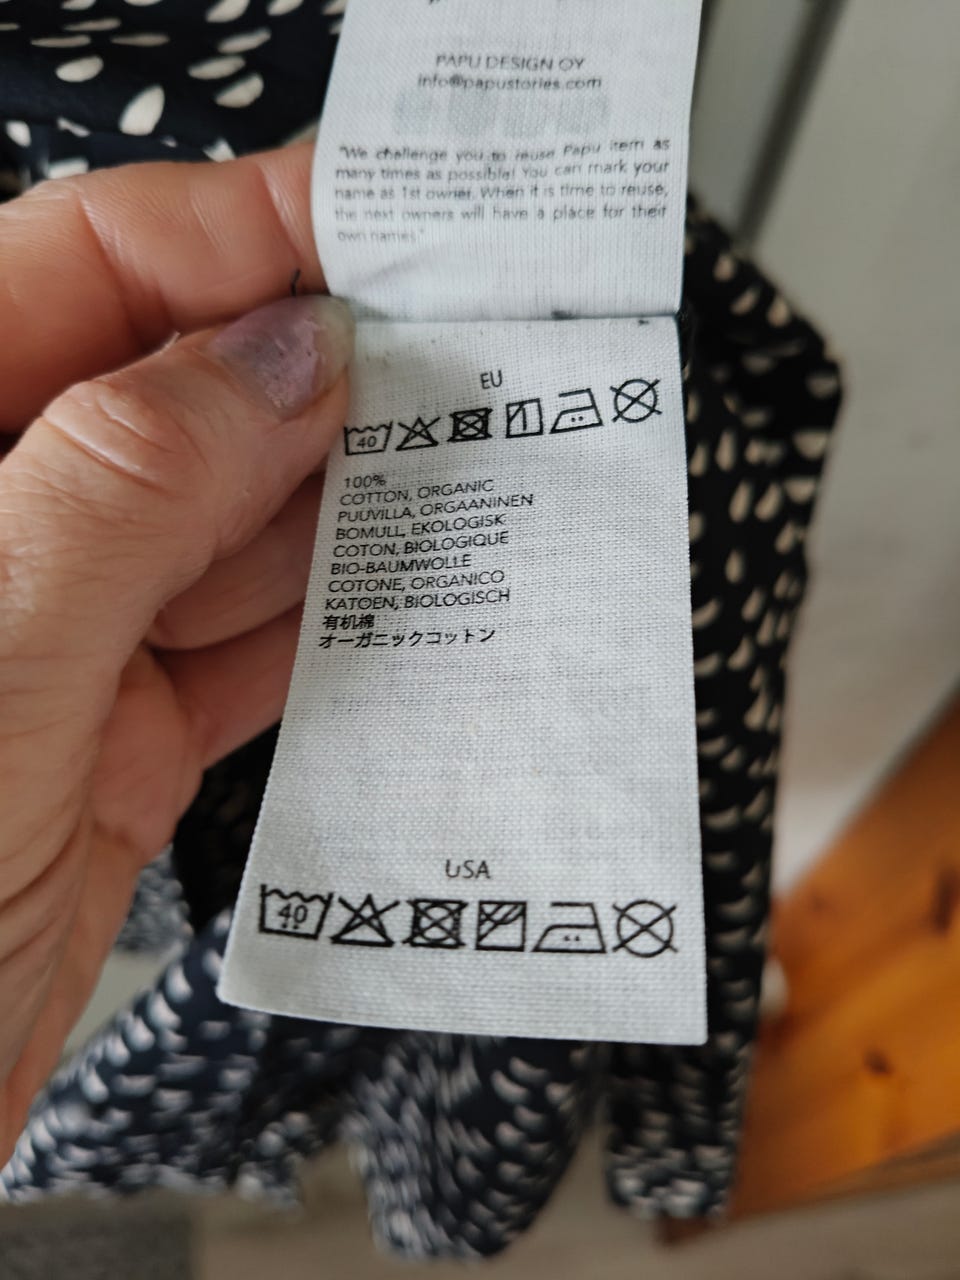 PAPU DESIGN OY
info@papustories.com
"We challenge you to reuse Papu item as
many times as possible! You can mark your
name as 1st owner. When it is time to reuse,
the next owners will have a place for their
own names."
EU
40
100%
COTTON, ORGANIC
PUUVILLA, ORGAANINEN
BOMULL, EKOLOGISK
COTON, BIOLOGIQUE
BIO-BAUMWOLLE
COTONE, ORGANICO
KATOEN, BIOLOGISCH
有机棉
オーガニックコットン
USA
40